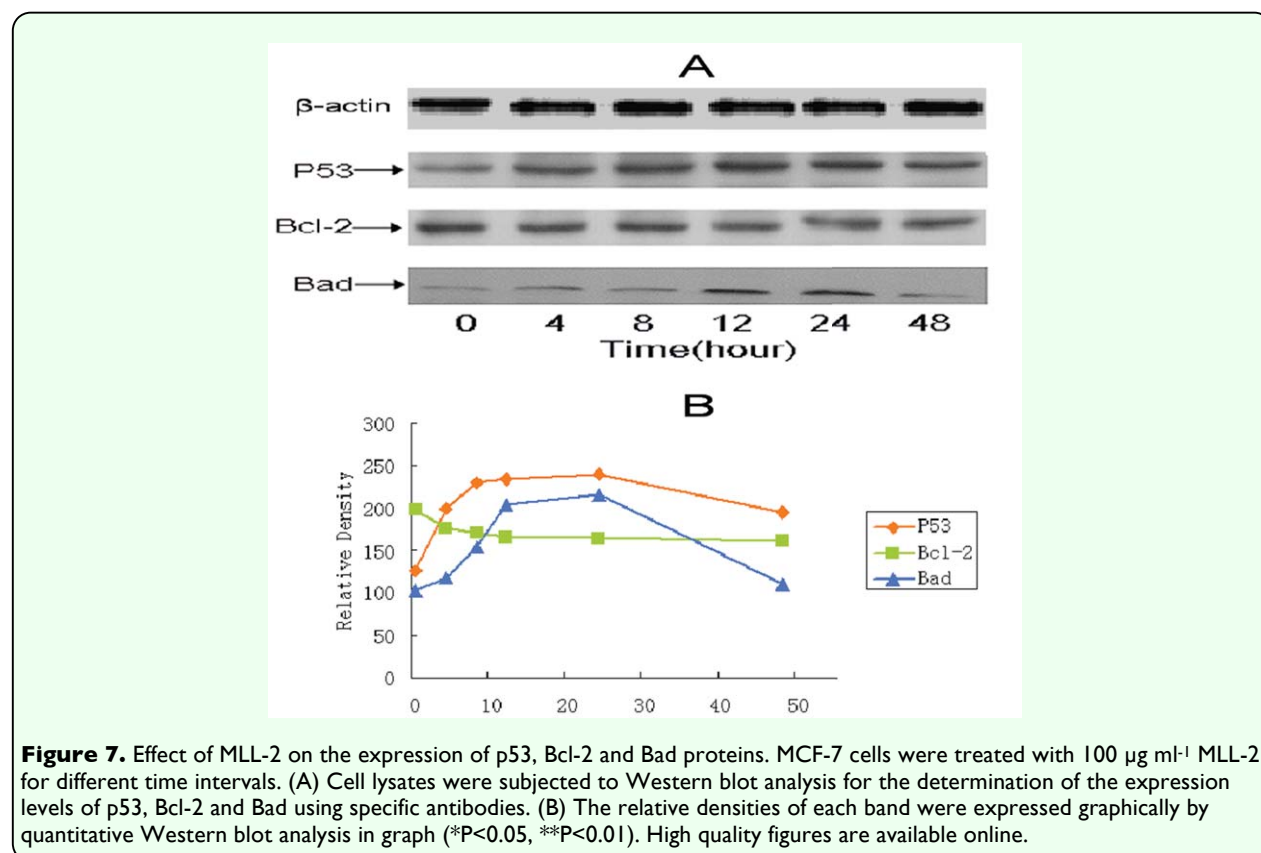 A
β-actin
P53
Bcl-2
Bad
0 4 8 12 24 48
Time(hour)
B
Relative Density
300
250
200
150
100
50
0
0 10 20 30 40 50
P53
Bcl-2
Bad
Figure 7. Effect of MLL-2 on the expression of p53, Bcl-2 and Bad proteins. MCF-7 cells were treated with 100 µg ml-1 MLL-2
for different time intervals. (A) Cell lysates were subjected to Western blot analysis for the determination of the expression
levels of p53, Bcl-2 and Bad using specific antibodies. (B) The relative densities of each band were expressed graphically by
quantitative Western blot analysis in graph (*P<0.05, **P<0.01). High quality figures are available online.